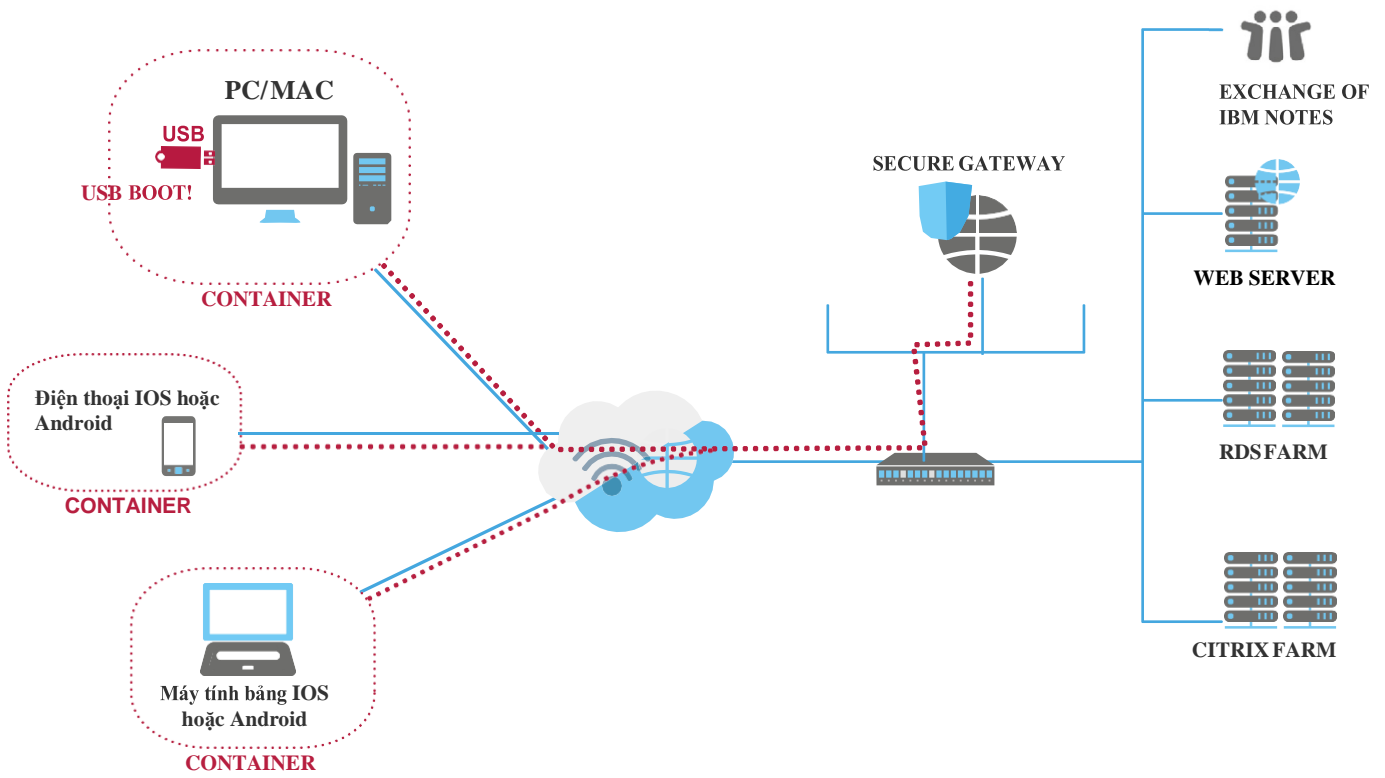 PC/MAC
USB
USB BOOT!
CONTAINER
Điện thoại IOS hoặc
Android
CONTAINER
Máy tính bảng IOS
hoặc Android
CONTAINER
SECURE GATEWAY
EXCHANGE OF
IBM NOTES
WEB SERVER
RDS FARM
CITRIX FARM